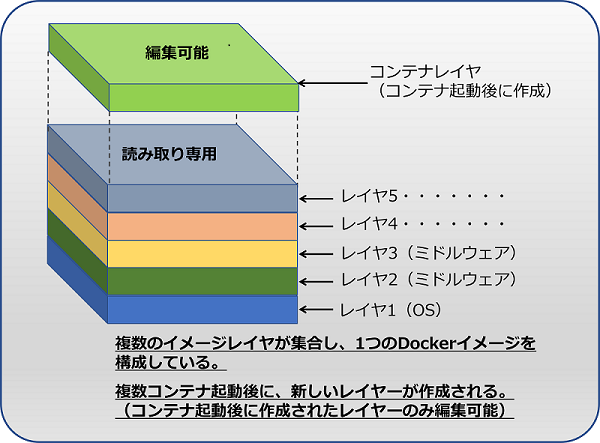 編集可能
コンテナレイヤ
（コンテナ起動後に作成）
読み取り専用
レイヤ5・・・・・・・
レイヤ4・・・・・・・
レイヤ3（ミドルウェア）
レイヤ2（ミドルウェア）
レイヤ1（OS）
複数のイメージレイヤが集合し、1つのDockerイメージを
構成している。
複数コンテナ起動後に、新しいレイヤーが作成される。
（コンテナ起動後に作成されたレイヤーのみ編集可能）